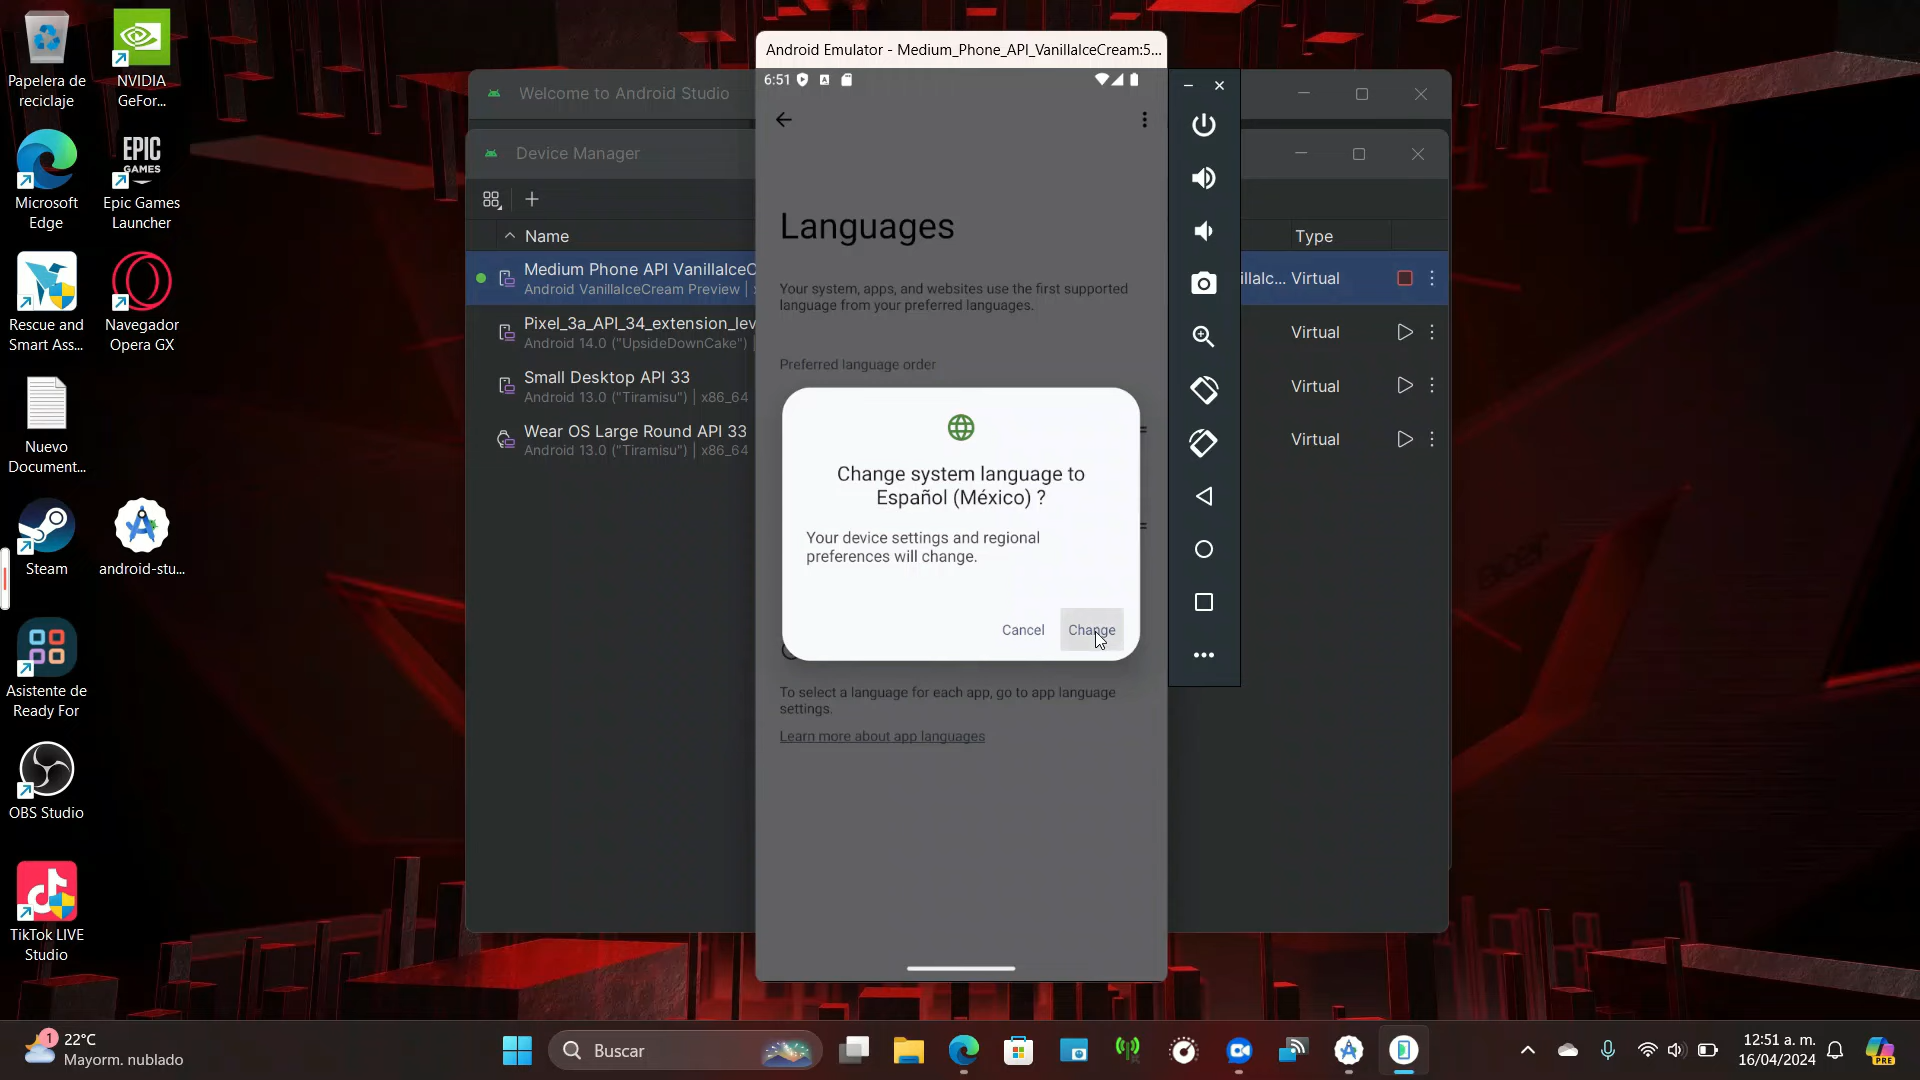 Papelera de
reciclaje
NVIDIA
GeFor...
Microsoft
Edge
EPIC
GAMES
Epic Games
Launcher
Rescue and
Smart Ass...
Navegador
Opera GX
Nuevo
Document...
Steam
android-stu...
Asistente de
Ready For
OBS Studio
TikTok LIVE
Studio
Welcome to Android Studio
Device Manager
Name
Type
Medium Phone API VanillaIceC
Android VanillaIceCream Preview |
illaIc... Virtual
Pixel_3a_API_34_extension_lev
Android 14.0 ("UpsideDownCake") |
Virtual
Small Desktop API 33
Android 13.0 ("Tiramisu") | x86_64
Virtual
Wear OS Large Round API 33
Android 13.0 ("Tiramisu") | x86_64
Virtual
Android Emulator - Medium_Phone_API_VanillaIceCream:5...
6:51
Languages
Your system, apps, and websites use the first supported
language from your preferred languages.
Preferred language order
Change system language to
Español (México) ?
Your device settings and regional
preferences will change.
Cancel
Change
To select a language for each app, go to app language
settings.
Learn more about app languages
acer
1
22°C
Mayorm. nublado
Buscar
12:51 a. m.
16/04/2024
PRE